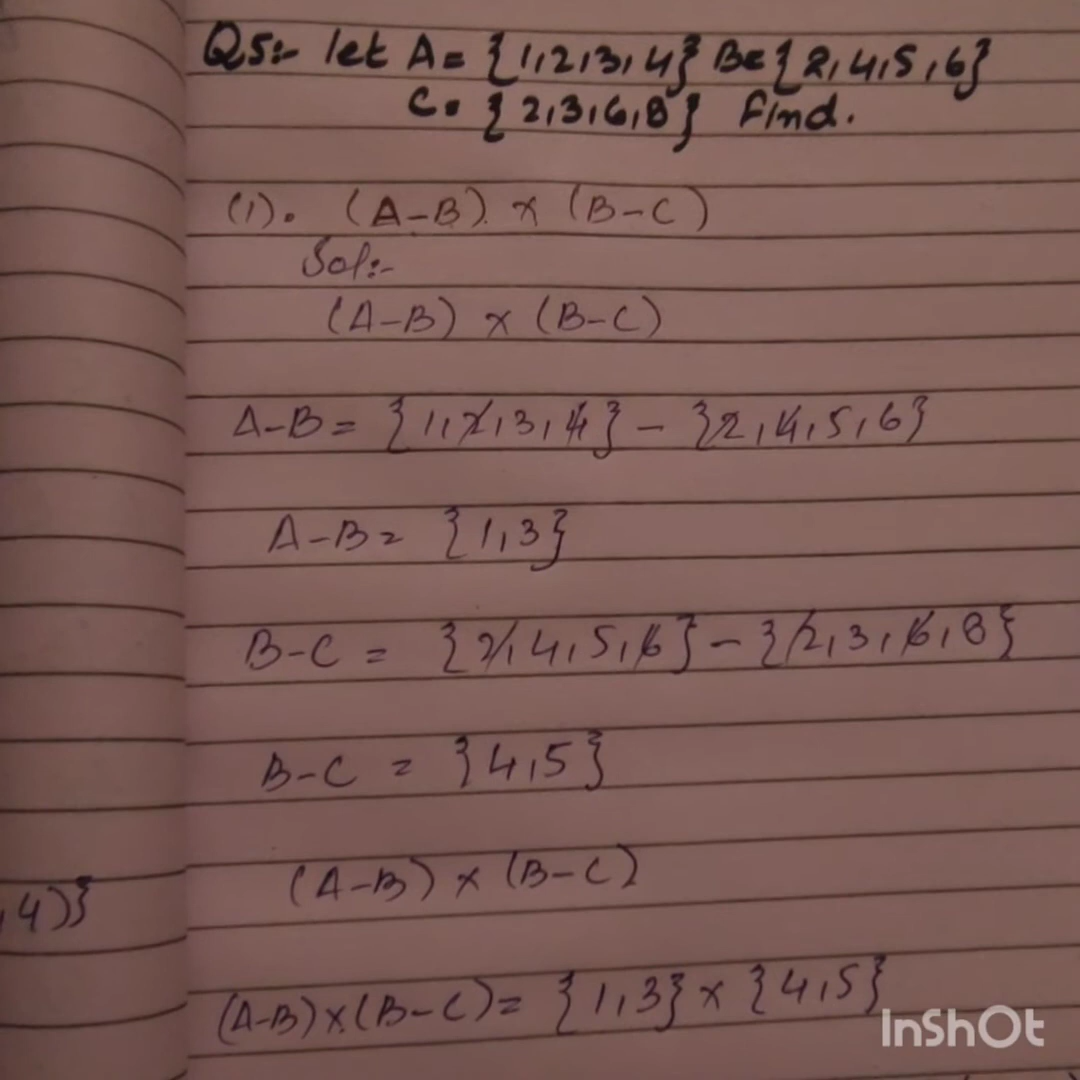 Q5:- let A = {1,2,3,4} B = {2,4,5,6}
C = {2,3,6,8} Find.
(1). (A-B) × (B-C)
Sol:-
(A-B) × (B-C)
A-B = {1,2,3,4} - {2,4,5,6}
A-B = {1,3}
B-C = {2,4,5,6} - {2,3,6,8}
B-C = {4,5}
(A-B) × (B-C)
,4)}
(A-B)×(B-C) = {1,3} × {4,5}
InShOt